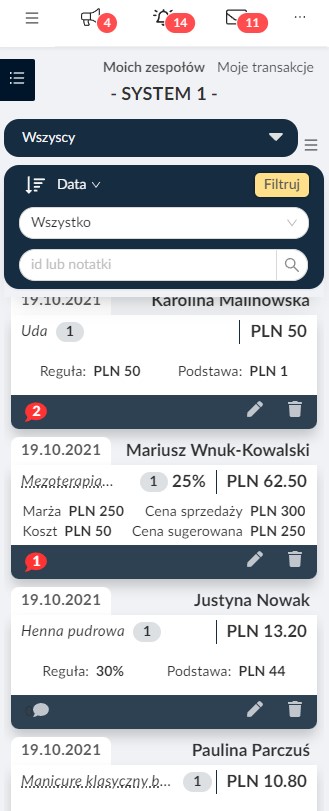 4 14 11 ...
Moich zespołów Moje transakcje
- SYSTEM 1 -
Wszyscy
Data Filtruj
Wszystko
id lub notatki
19.10.2021 Karolina Malinowska
Uda 1 PLN 50
Reguła: PLN 50 Podstawa: PLN 1
2
19.10.2021 Mariusz Wnuk-Kowalski
Mezoterapia... 1 25% PLN 62.50
Marża PLN 250 Cena sprzedaży PLN 300
Koszt PLN 50 Cena sugerowana PLN 250
1
19.10.2021 Justyna Nowak
Henna pudrowa 1 PLN 13.20
Reguła: 30% Podstawa: PLN 44
19.10.2021 Paulina Parczuś
Manicure klasyczny b... 1 PLN 10.80